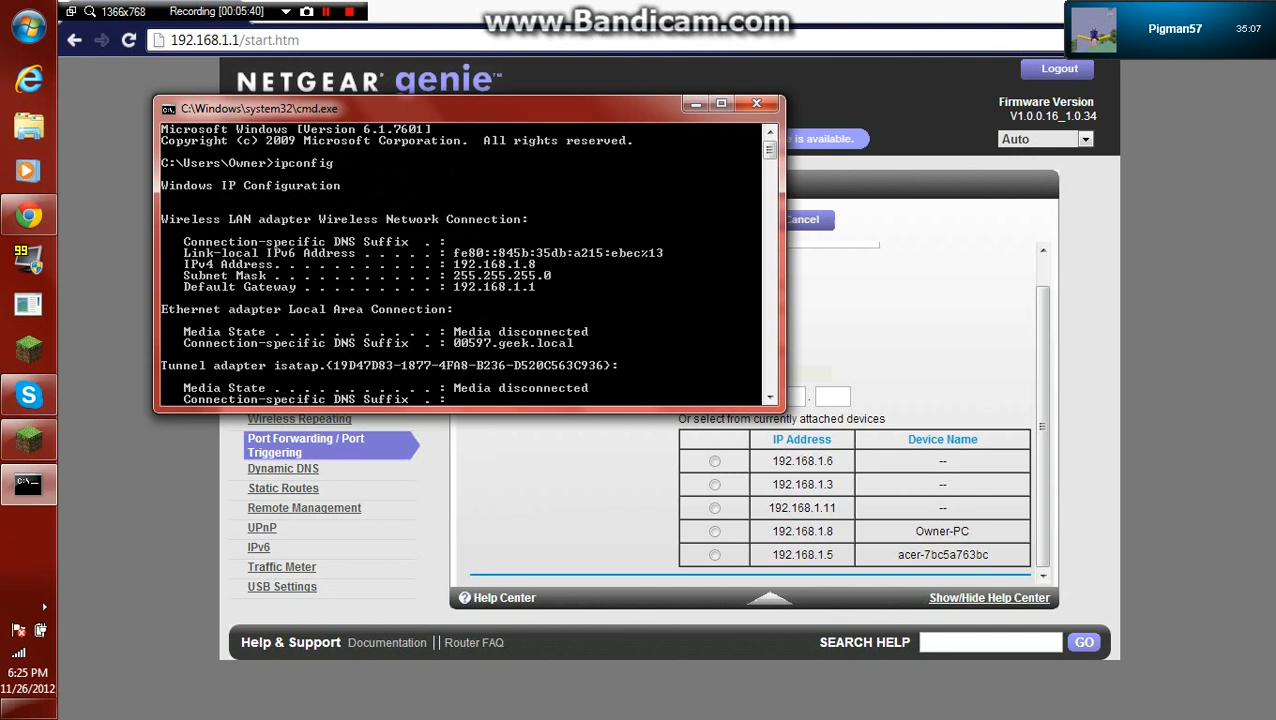 1366x768
Recording [00:05:40]
www.Bandicam.com
Pigman57
35:07
192.168.1.1/start.htm
NETGEAR® genie™
Logout
Firmware Version
V1.0.0.16_1.0.34
Auto
e is available.
Cancel
C:\Windows\system32\cmd.exe
Microsoft Windows [Version 6.1.7601]
Copyright (c) 2009 Microsoft Corporation.  All rights reserved.
C:\Users\Owner>ipconfig
Windows IP Configuration
Wireless LAN adapter Wireless Network Connection:
Connection-specific DNS Suffix  . :
Link-local IPv6 Address . . . . . : fe80::845b:35db:a215:ebec%13
IPv4 Address. . . . . . . . . . . : 192.168.1.8
Subnet Mask . . . . . . . . . . . : 255.255.255.0
Default Gateway . . . . . . . . . : 192.168.1.1
Ethernet adapter Local Area Connection:
Media State . . . . . . . . . . . : Media disconnected
Connection-specific DNS Suffix  . : 00597.geek.local
Tunnel adapter isatap.{19D47D83-1877-4FA8-B236-D520C563C936}:
Media State . . . . . . . . . . . : Media disconnected
Connection-specific DNS Suffix  . :
99
C:\_
Wireless Repeating
Port Forwarding / Port
Triggering
Dynamic DNS
Static Routes
Remote Management
UPnP
IPv6
Traffic Meter
USB Settings
.
Or select from currently attached devices
IP Address Device Name
192.168.1.6 --
192.168.1.3 --
192.168.1.11 --
192.168.1.8 Owner-PC
192.168.1.5 acer-7bc5a763bc
Help Center
Show/Hide Help Center
Help & Support Documentation || Router FAQ
SEARCH HELP
GO
6:25 PM
11/26/2012